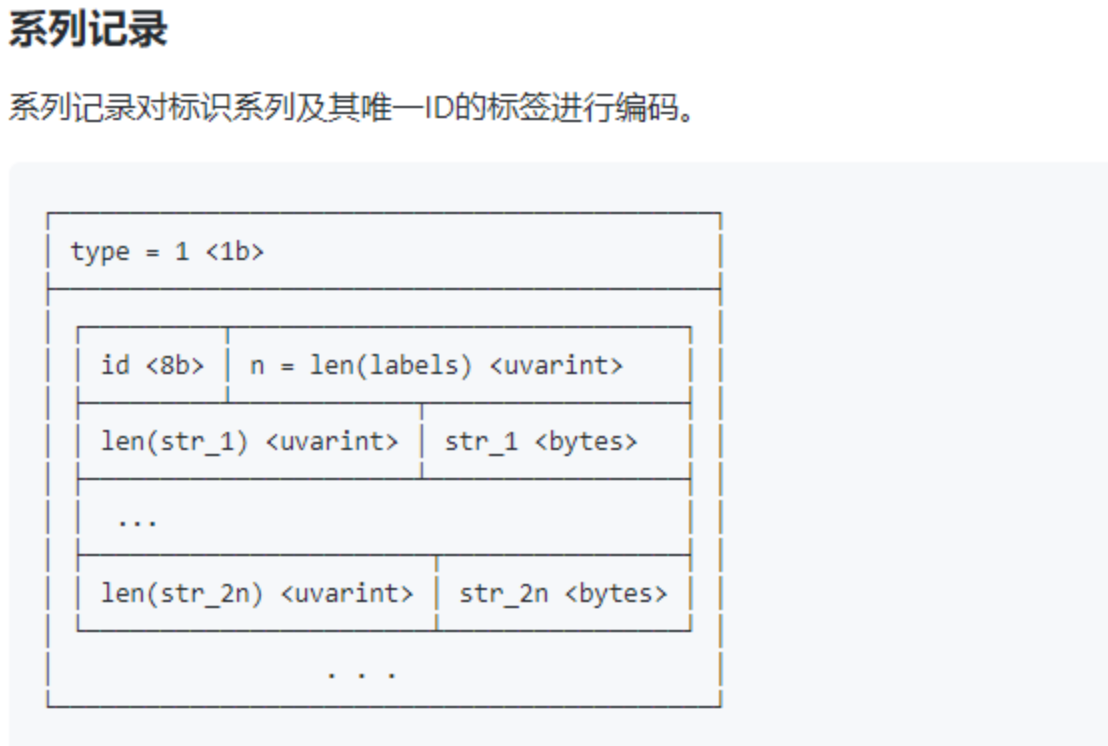 系列记录
系列记录对标识系列及其唯一ID的标签进行编码。
type = 1 <1b>
id <8b> n = len(labels) <uvarint>
len(str_1) <uvarint> str_1 <bytes>
...
len(str_2n) <uvarint> str_2n <bytes>
. . .